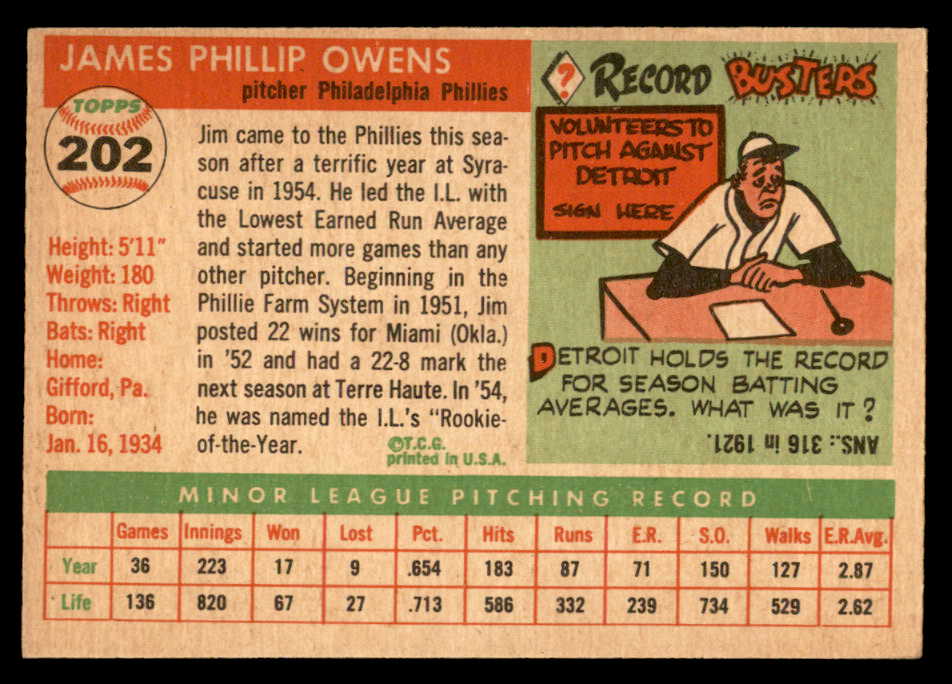 JAMES PHILLIP OWENS
pitcher Philadelphia Phillies
TOPPS
202
Height: 5'11"
Weight: 180
Throws: Right
Bats: Right
Home:
Gifford, Pa.
Born:
Jan. 16, 1934
Jim came to the Phillies this sea-
son after a terrific year at Syra-
cuse in 1954. He led the I.L. with
the Lowest Earned Run Average
and started more games than any
other pitcher. Beginning in the
Phillie Farm System in 1951, Jim
posted 22 wins for Miami (Okla.)
in '52 and had a 22-8 mark the
next season at Terre Haute. In '54,
he was named the I.L.'s "Rookie-
of-the-Year.
©T.C.G.
printed in U.S.A.
? RECORD BUSTERS
VOLUNTEERS TO
PITCH AGAINST
DETROIT
SIGN HERE
DETROIT HOLDS THE RECORD
FOR SEASON BATTING
AVERAGES. WHAT WAS IT?
ANS.: 316 in 1921.
MINOR LEAGUE PITCHING RECORD
Games Innings Won Lost Pct. Hits Runs E.R. S.O. Walks E.R.Avg.
Year 36 223 17 9 .654 183 87 71 150 127 2.87
Life 136 820 67 27 .713 586 332 239 734 529 2.62